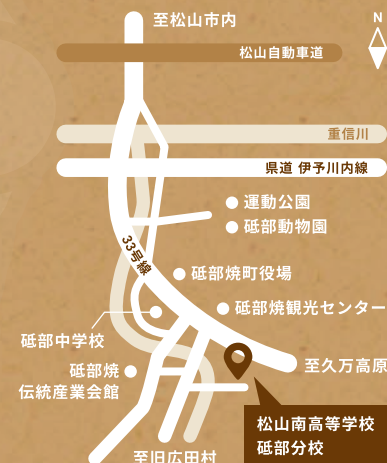 至松山市内
N
松山自動車道
重信川
県道 伊予川内線
運動公園
砥部動物園
33号線
砥部焼町役場
砥部焼観光センター
砥部中学校
至久万高原
砥部焼
伝統産業会館
松山南高等学校
砥部分校
至旧広田村